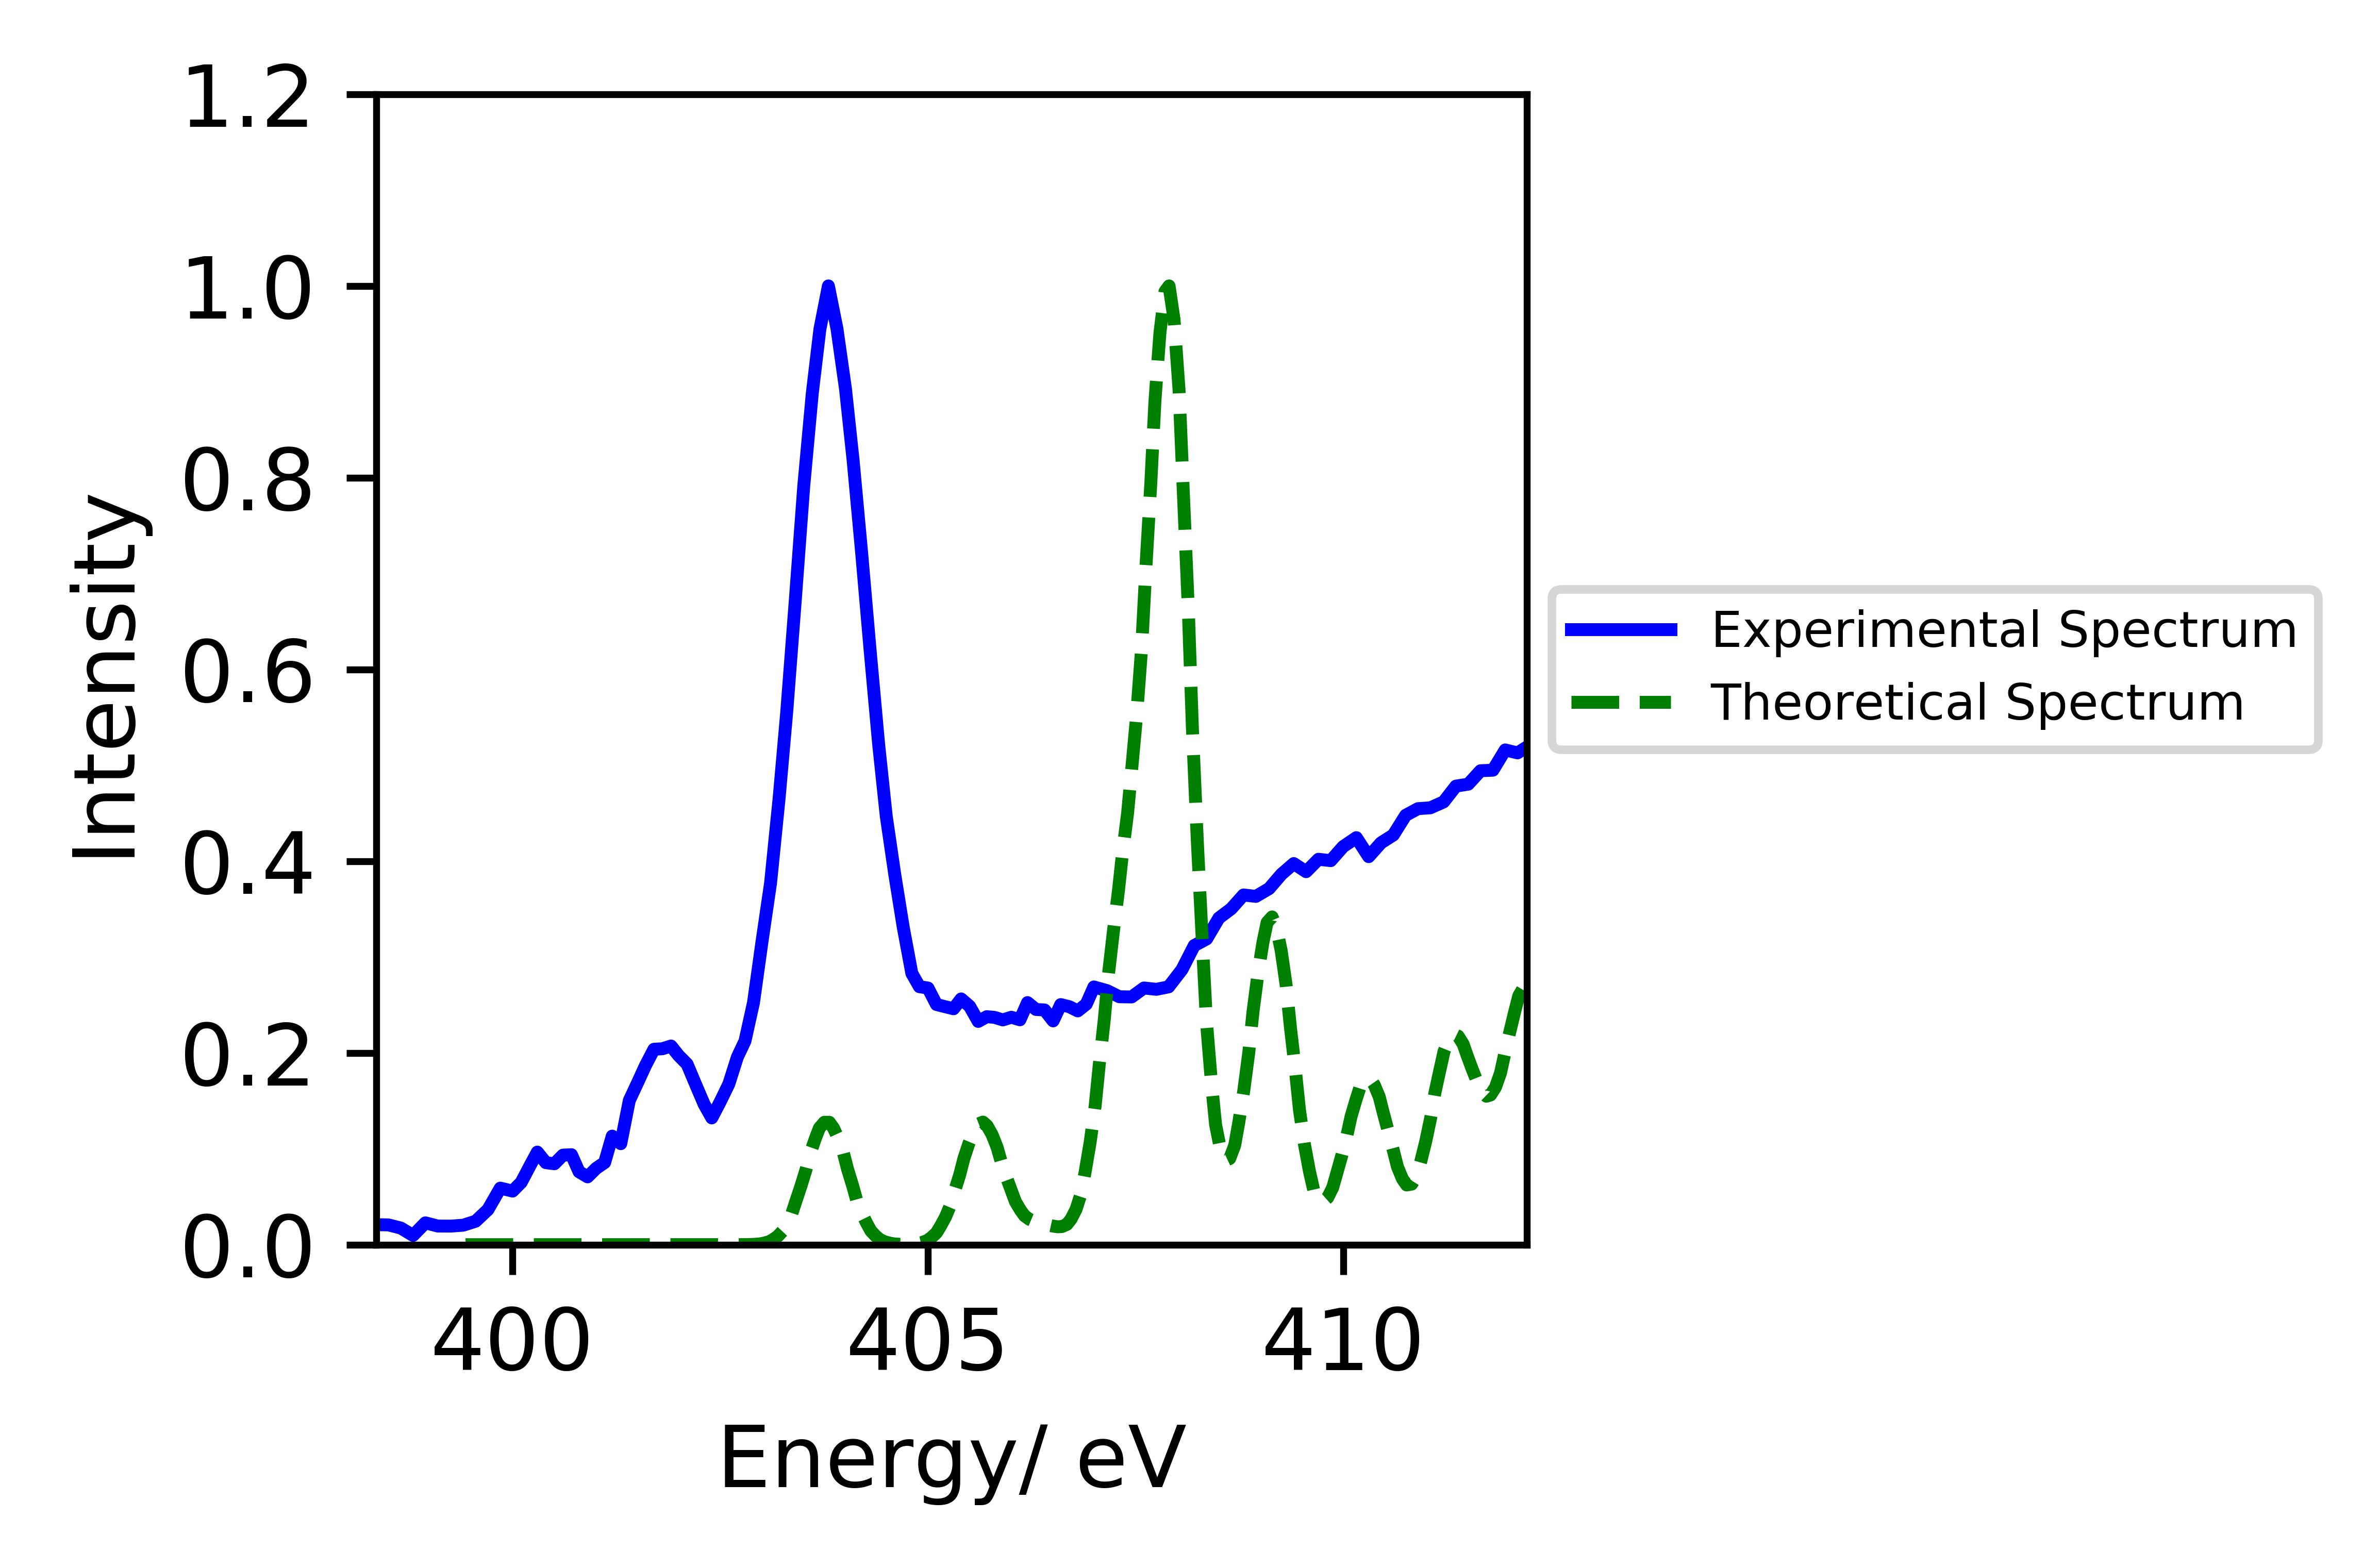 1.2
1.0
0.8
0.6
0.4
0.2
0.0
Intensity
400 405 410
Energy/ eV
Experimental Spectrum
Theoretical Spectrum